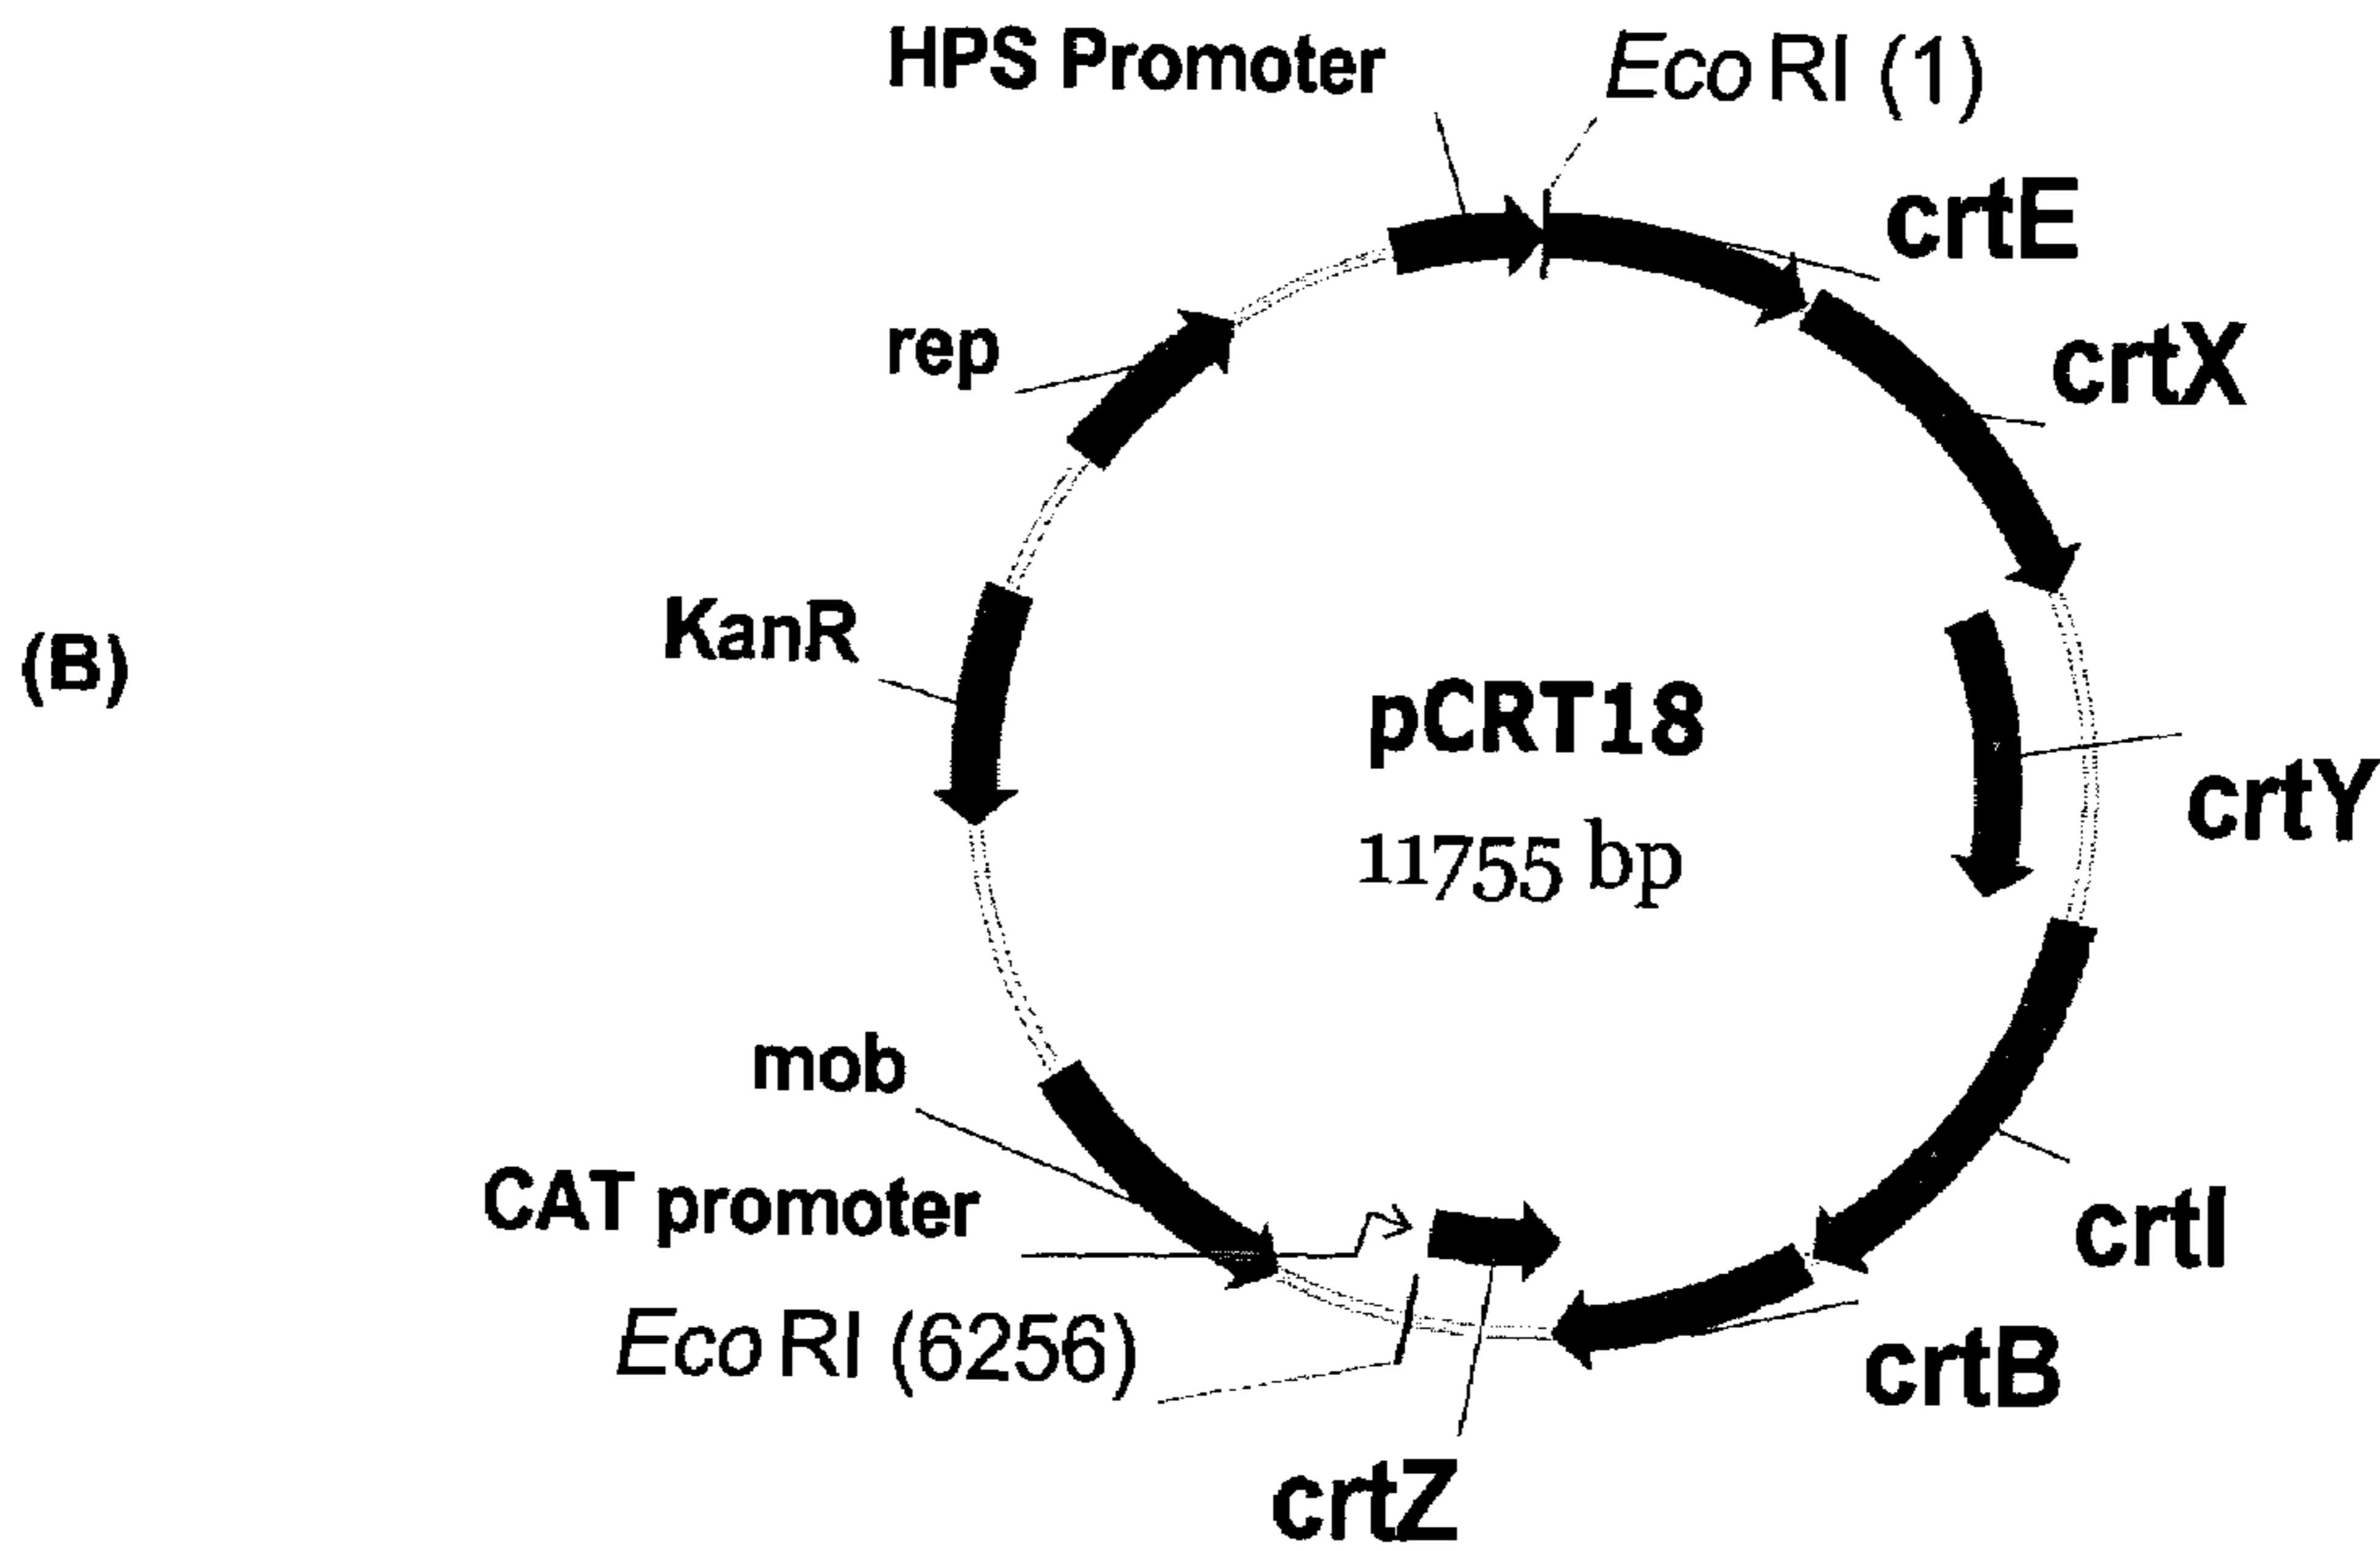 HPS Promoter
EcoRI (1)
crtE
crtX
rep
KanR
(B)
pCRT18
11755 bp
crtY
mob
CAT promoter
crtI
EcoRI (6256)
crtB
crtZ